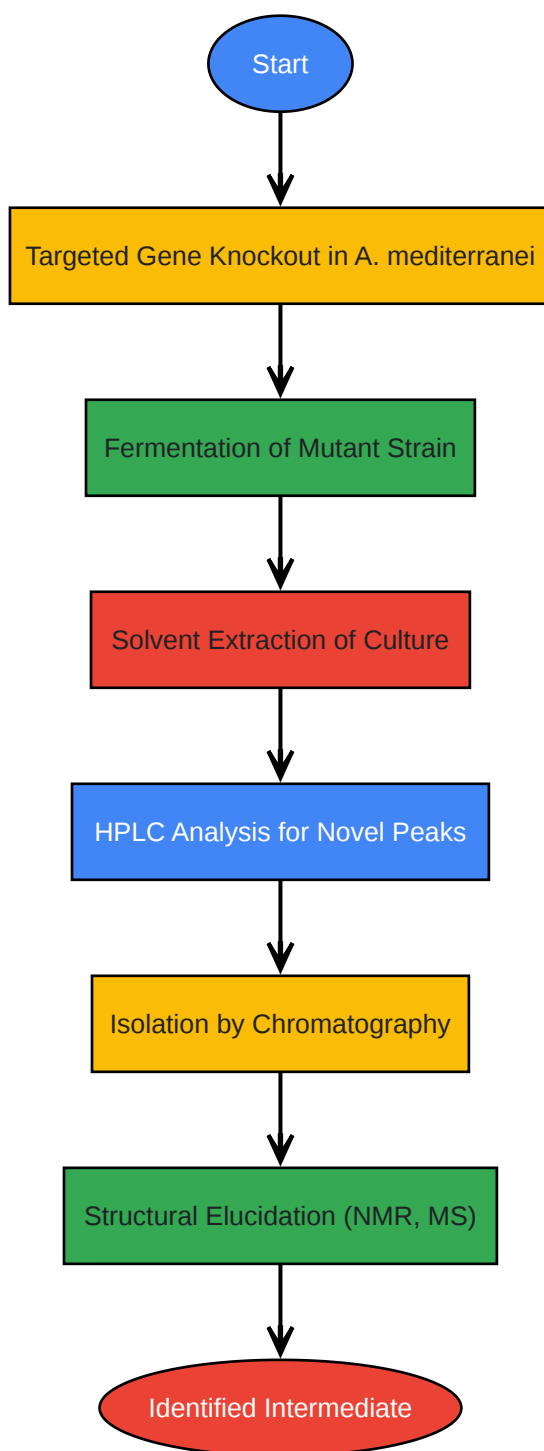 Start
Targeted Gene Knockout in A. mediterranei
Fermentation of Mutant Strain
Solvent Extraction of Culture
HPLC Analysis for Novel Peaks
Isolation by Chromatography
Structural Elucidation (NMR, MS)
Identified Intermediate